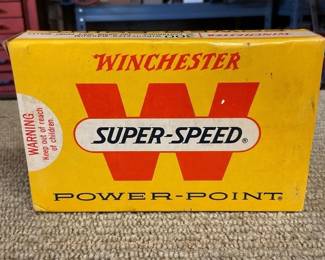 WINCHESTER
W
SUPER-SPEED®
POWER-POINT®
WARNING
Keep out of reach
of children.